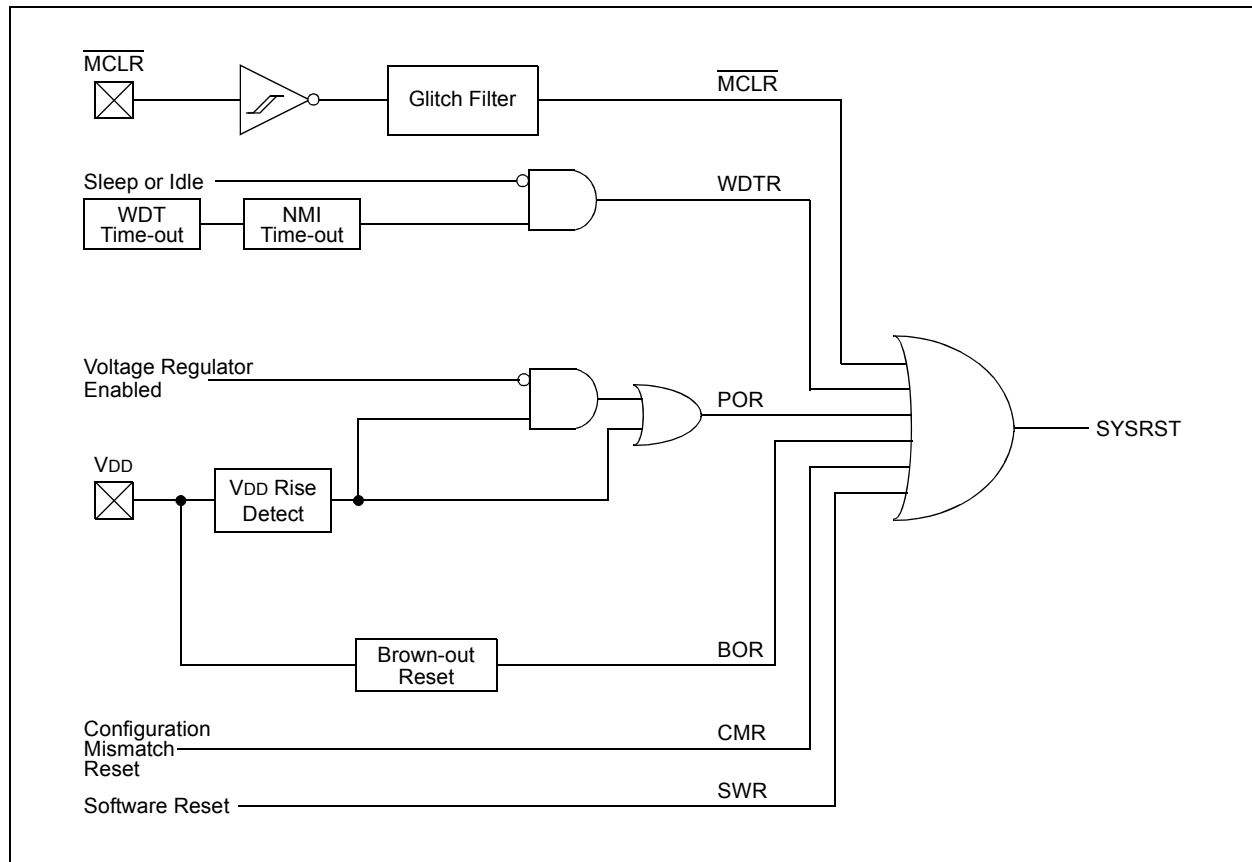 MCLR
Glitch Filter
MCLR
Sleep or Idle
WDTR
WDT
Time-out
NMI
Time-out
Voltage Regulator
Enabled
POR
SYSRST
VDD
VDD Rise
Detect
Brown-out
Reset
BOR
Configuration
Mismatch
Reset
CMR
Software Reset
SWR